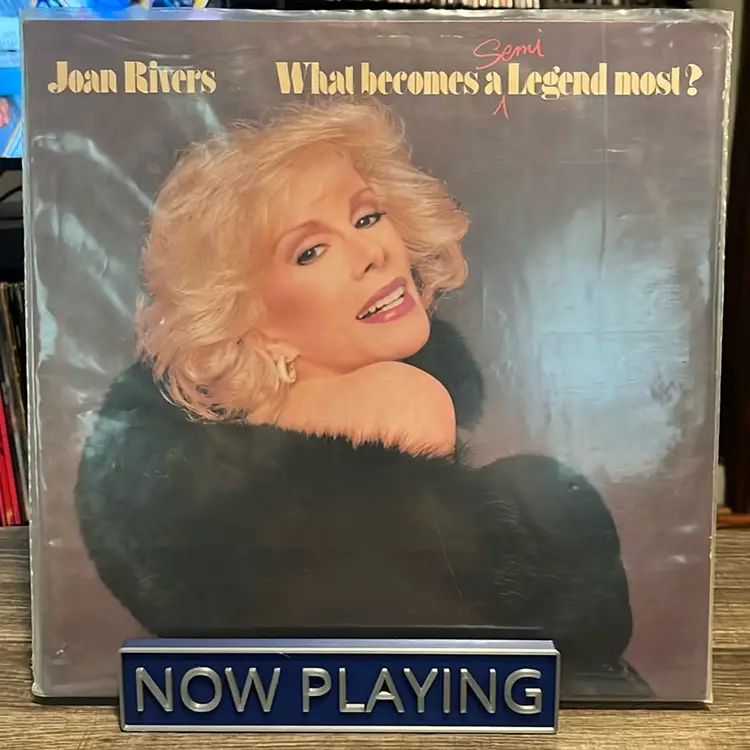 Joan Rivers
What becomes a Semi Legend most?
NOW PLAYING